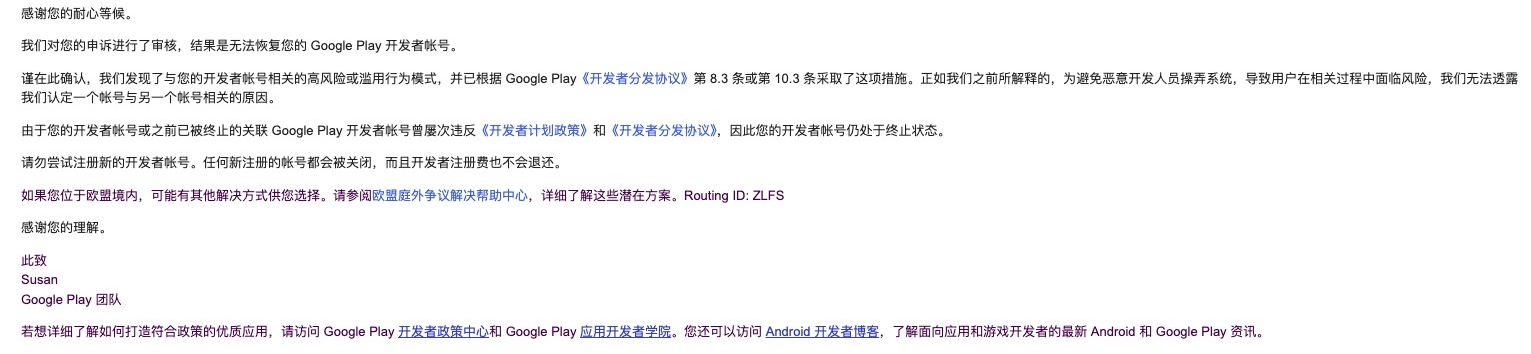 感谢您的耐心等候。
我们对您的申诉进行了审核，结果是无法恢复您的 Google Play 开发者帐号。
谨在此确认，我们发现了与您的开发者帐号相关的高风险或滥用行为模式，并已根据 Google Play《开发者分发协议》第 8.3 条或第 10.3 条采取了这项措施。正如我们之前所解释的，为避免恶意开发人员操弄系统，导致用户在相关过程中面临风险，我们无法透露
我们认定一个帐号与另一个帐号相关的原因。
由于您的开发者帐号或之前已被终止的关联 Google Play 开发者帐号曾屡次违反《开发者计划政策》和《开发者分发协议》，因此您的开发者帐号仍处于终止状态。
请勿尝试注册新的开发者帐号。任何新注册的帐号都会被关闭，而且开发者注册费也不会退还。
如果您位于欧盟境内，可能有其他解决方式供您选择。请参阅欧盟庭外争议解决帮助中心，详细了解这些潜在方案。Routing ID: ZLFS
感谢您的理解。
此致
Susan
Google Play 团队
若想详细了解如何打造符合政策的优质应用，请访问 Google Play 开发者政策中心和 Google Play 应用开发者学院。您还可以访问 Android 开发者博客，了解面向应用和游戏开发者的最新 Android 和 Google Play 资讯。